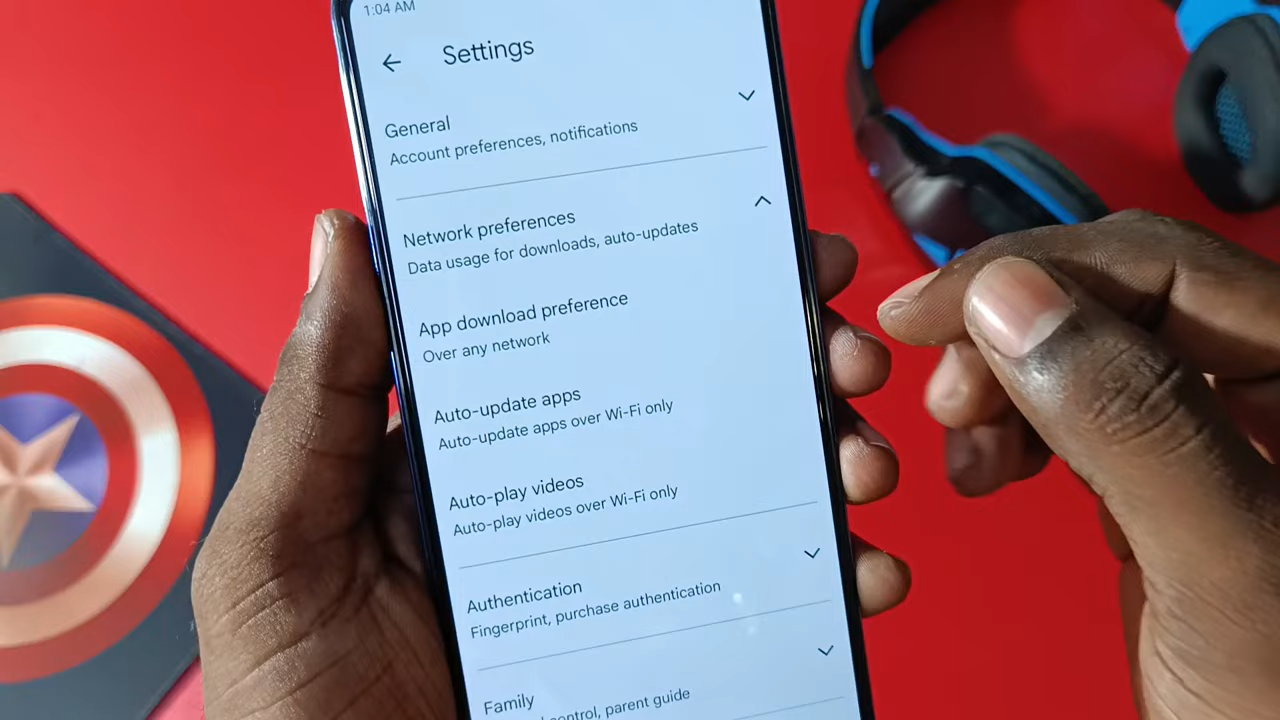 1:04 AM
Settings
General
Account preferences, notifications
Network preferences
Data usage for downloads, auto-updates
App download preference
Over any network
Auto-update apps
Auto-update apps over Wi-Fi only
Auto-play videos
Auto-play videos over Wi-Fi only
Authentication
Fingerprint, purchase authentication
Family
control, parent guide